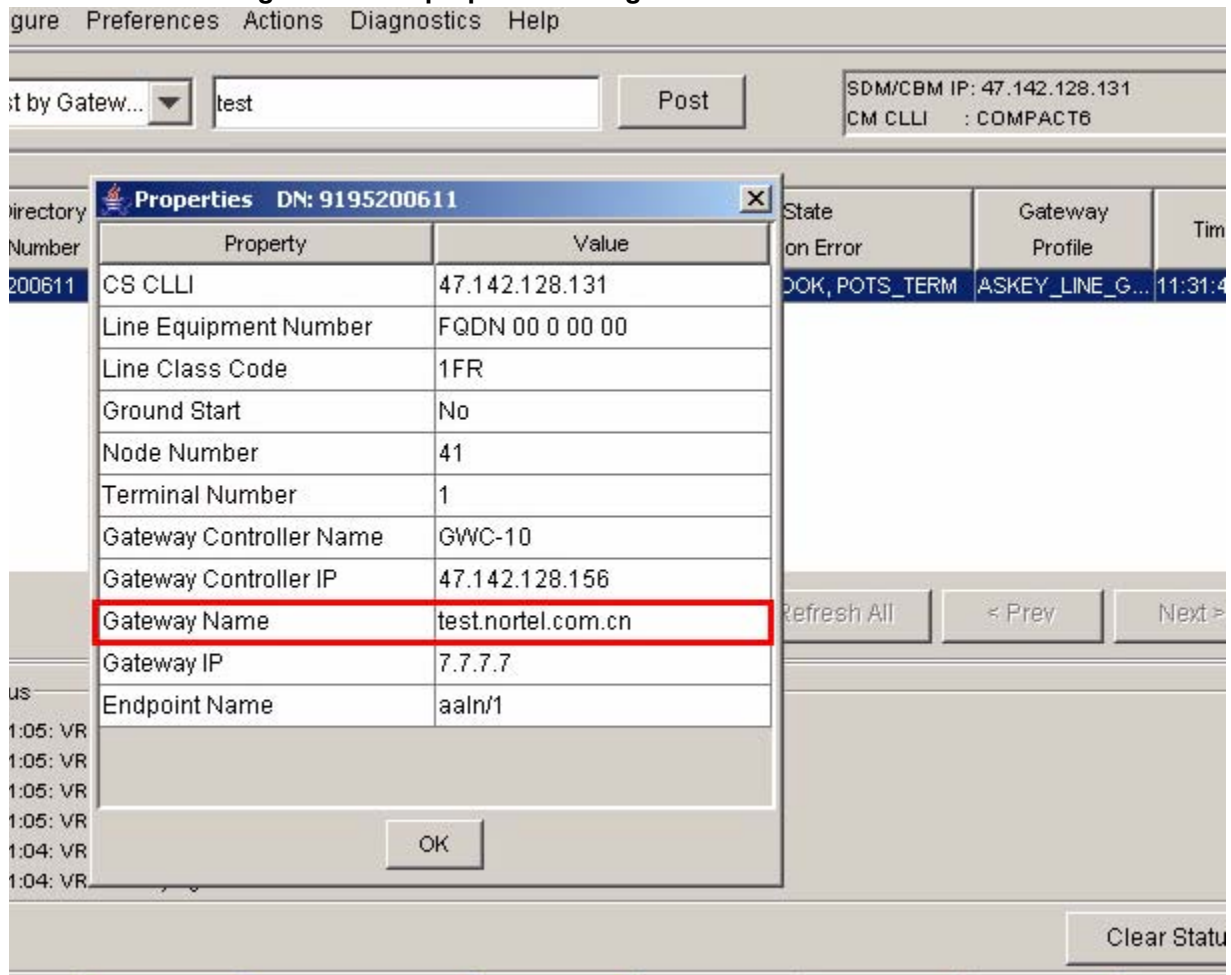 gure Preferences Actions Diagnostics Help
st by Gatew... test Post SDM/CBM IP: 47.142.128.131
CM CLLI : COMPACT6
Properties DN: 9195200611
Directory Number State on Error Gateway Profile Tim
Property Value
200611 OOK, POTS_TERM ASKEY_LINE_G... 11:31:4
CS CLLI 47.142.128.131
Line Equipment Number FQDN 00 0 00 00
Line Class Code 1FR
Ground Start No
Node Number 41
Terminal Number 1
Gateway Controller Name GWC-10
Gateway Controller IP 47.142.128.156
Gateway Name test.nortel.com.cn
Gateway IP 7.7.7.7
Endpoint Name aaln/1
OK
Refresh All < Prev Next >
us
1:05: VR
1:05: VR
1:05: VR
1:05: VR
1:04: VR
1:04: VR
Clear Statu